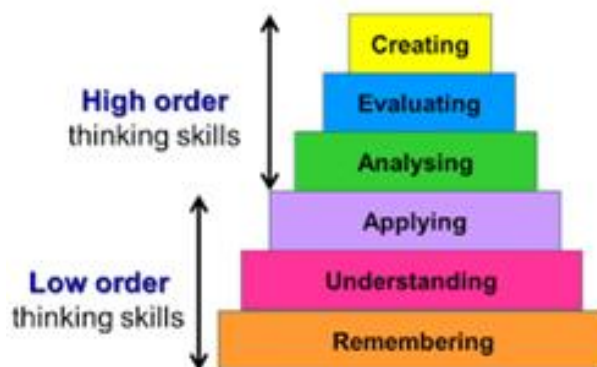 Creating
Evaluating
Analysing
Applying
Understanding
Remembering
High order
thinking skills
Low order
thinking skills